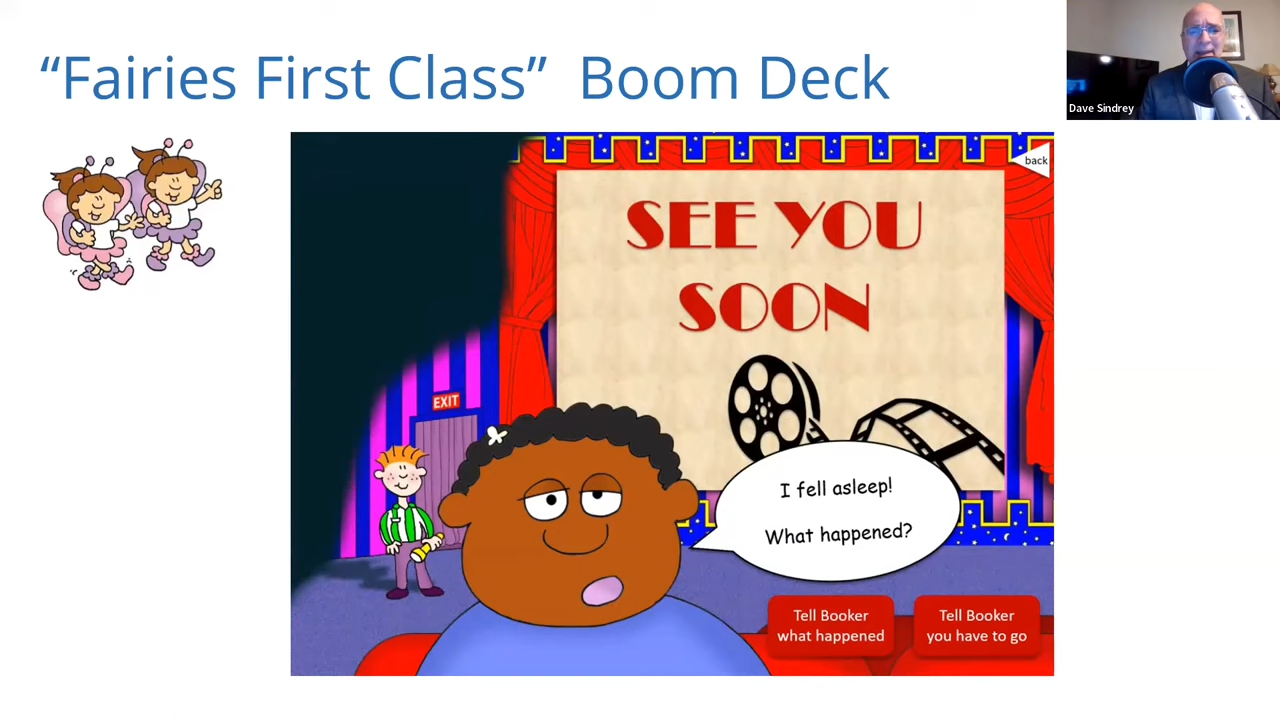 “Fairies First Class” Boom Deck
Dave Sindrey
back
SEE YOU
SOON
EXIT
I fell asleep!
What happened?
Tell Booker
what happened
Tell Booker
you have to go